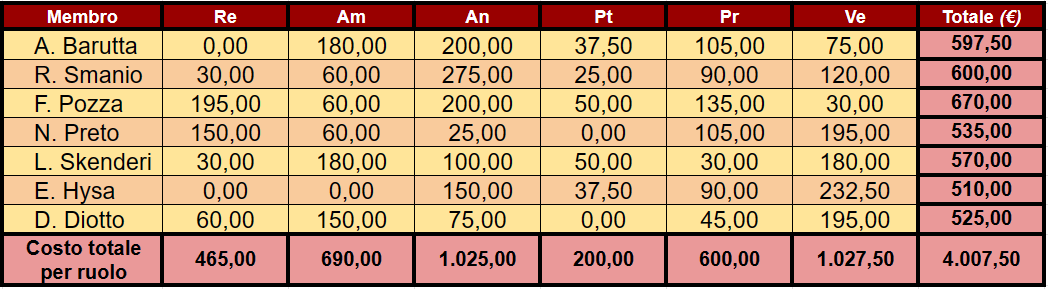 Membro Re Am An Pt Pr Ve Totale (€)
A. Barutta 0,00 180,00 200,00 37,50 105,00 75,00 597,50
R. Smanio 30,00 60,00 275,00 25,00 90,00 120,00 600,00
F. Pozza 195,00 60,00 200,00 50,00 135,00 30,00 670,00
N. Preto 150,00 60,00 25,00 0,00 105,00 195,00 535,00
L. Skenderi 30,00 180,00 100,00 50,00 30,00 180,00 570,00
E. Hysa 0,00 0,00 150,00 37,50 90,00 232,50 510,00
D. Diotto 60,00 150,00 75,00 0,00 45,00 195,00 525,00
Costo totale
per ruolo 465,00 690,00 1.025,00 200,00 600,00 1.027,50 4.007,50